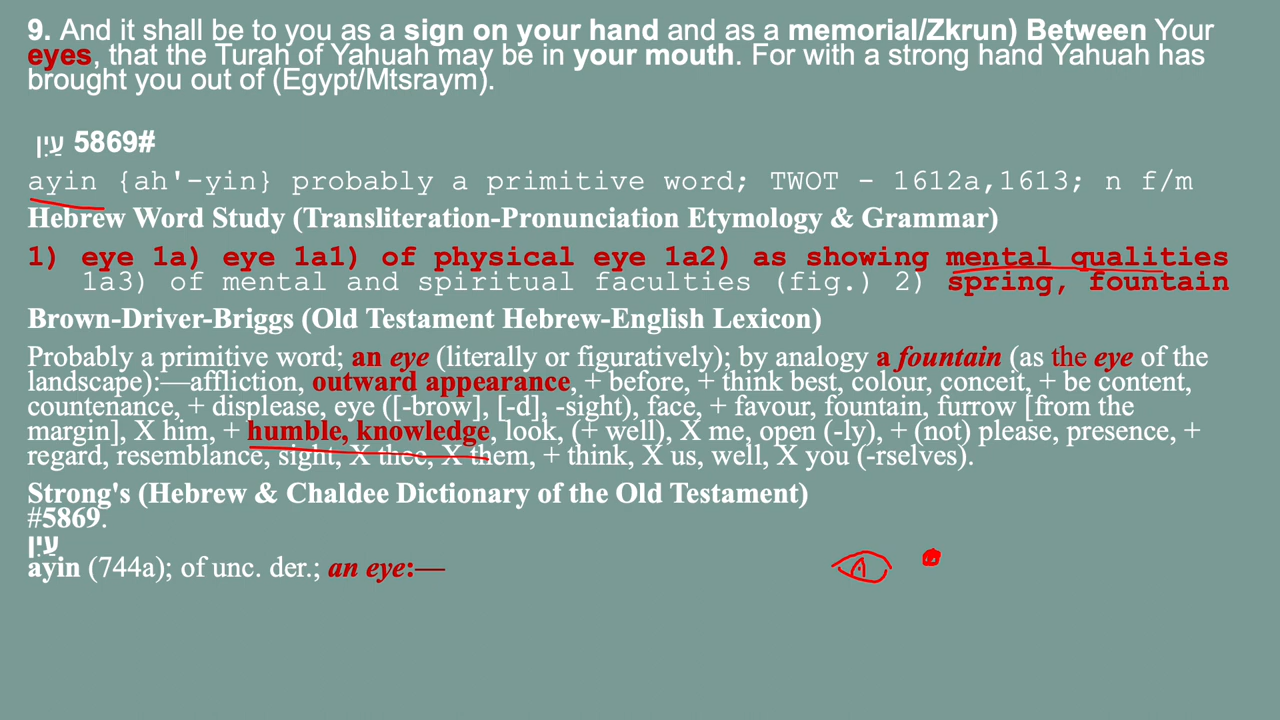 9. And it shall be to you as a sign on your hand and as a memorial/Zkrun) Between Your
eyes, that the Turah of Yahuah may be in your mouth. For with a strong hand Yahuah has
brought you out of (Egypt/Mtsraym).
עַיִן 5869#
ayin {ah'-yin} probably a primitive word; TWOT - 1612a,1613; n f/m
Hebrew Word Study (Transliteration-Pronunciation Etymology & Grammar)
1) eye 1a) eye 1a1) of physical eye 1a2) as showing mental qualities
1a3) of mental and spiritual faculties (fig.) 2) spring, fountain
Brown-Driver-Briggs (Old Testament Hebrew-English Lexicon)
Probably a primitive word; an eye (literally or figuratively); by analogy a fountain (as the eye of the
landscape):—affliction, outward appearance, + before, + think best, colour, conceit, + be content,
countenance, + displease, eye ([-brow], [-d], -sight), face, + favour, fountain, furrow [from the
margin], X him, + humble, knowledge, look, (+ well), X me, open (-ly), + (not) please, presence, +
regard, resemblance, sight, X thee, X them, + think, X us, well, X you (-rselves).
Strong's (Hebrew & Chaldee Dictionary of the Old Testament)
#5869.
עַיִן
ayin (744a); of unc. der.; an eye:—